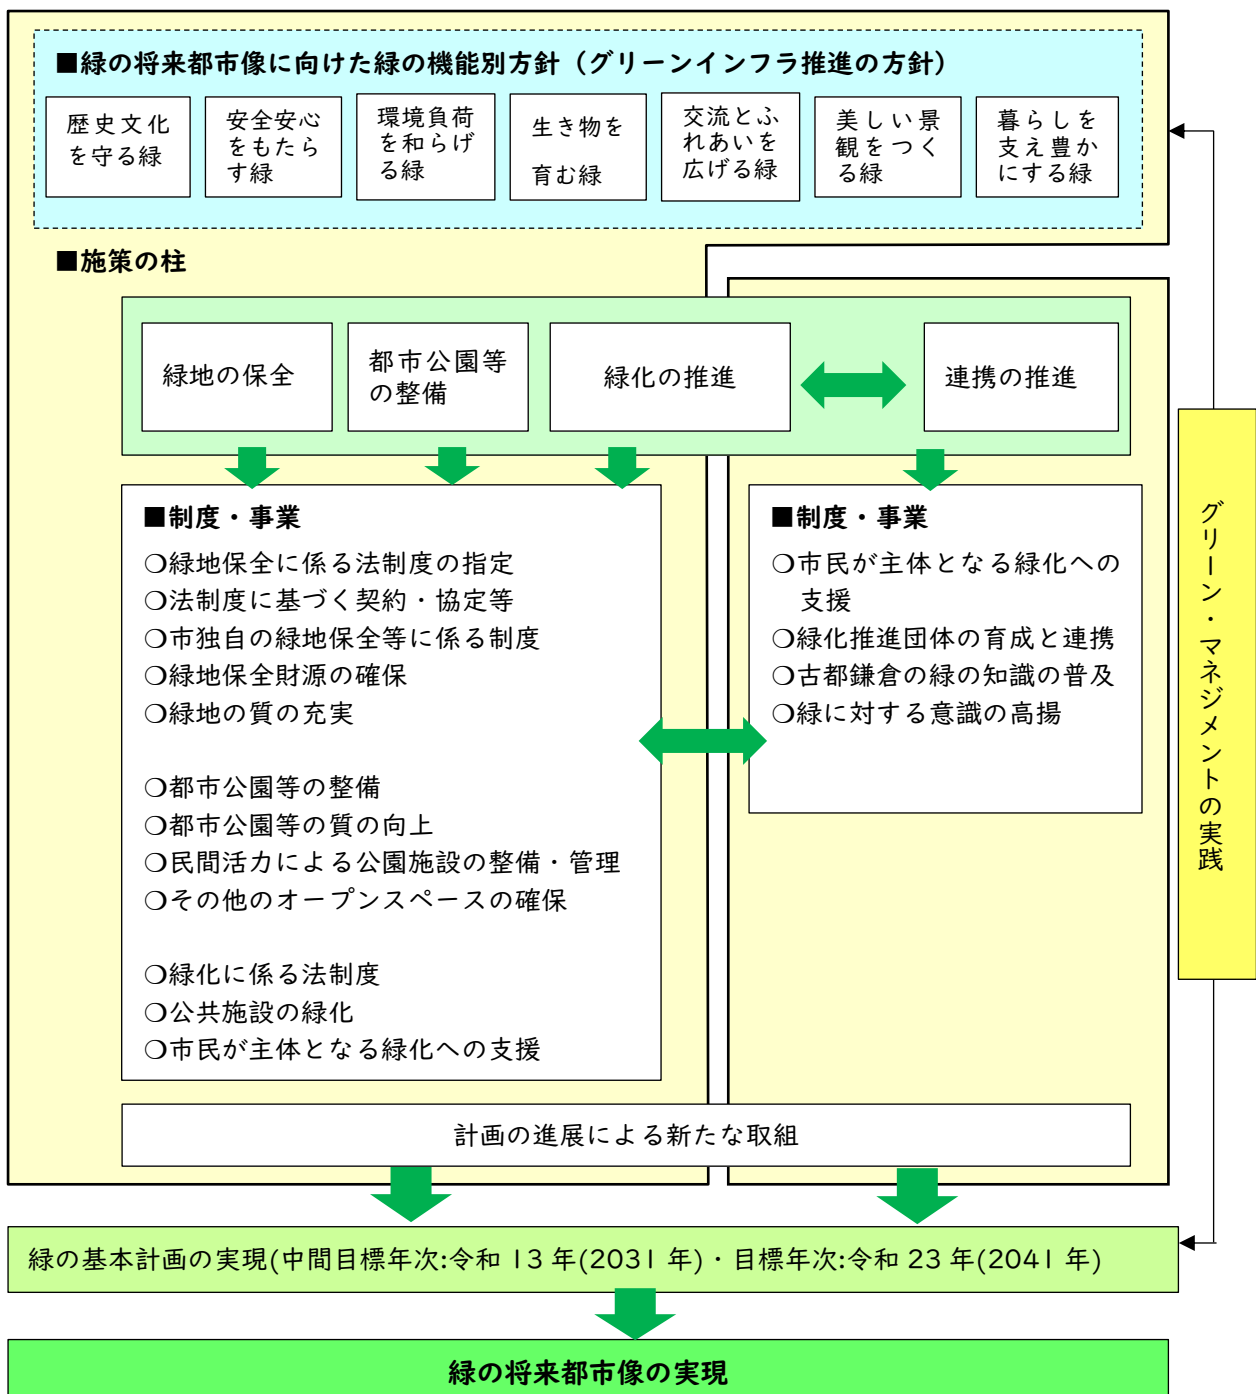 ■緑の将来都市像に向けた緑の機能別方針（グリーンインフラ推進の方針）
歴史文化
を守る緑
安全安心
をもたら
す緑
環境負荷
を和らげ
る緑
生き物を
育む緑
交流とふ
れあいを
広げる緑
美しい景
観をつく
る緑
暮らしを
支え豊か
にする緑
■施策の柱
緑地の保全
都市公園等
の整備
緑化の推進
連携の推進
■制度・事業
○緑地保全に係る法制度の指定
○法制度に基づく契約・協定等
○市独自の緑地保全等に係る制度
○緑地保全財源の確保
○緑地の質の充実
○都市公園等の整備
○都市公園等の質の向上
○民間活力による公園施設の整備・管理
○その他のオープンスペースの確保
○緑化に係る法制度
○公共施設の緑化
○市民が主体となる緑化への支援
■制度・事業
○市民が主体となる緑化への
支援
○緑化推進団体の育成と連携
○古都鎌倉の緑の知識の普及
○緑に対する意識の高揚
グリーン・マネジメントの実践
計画の進展による新たな取組
緑の基本計画の実現(中間目標年次:令和 13 年(2031 年)・目標年次:令和 23 年(2041 年)
緑の将来都市像の実現